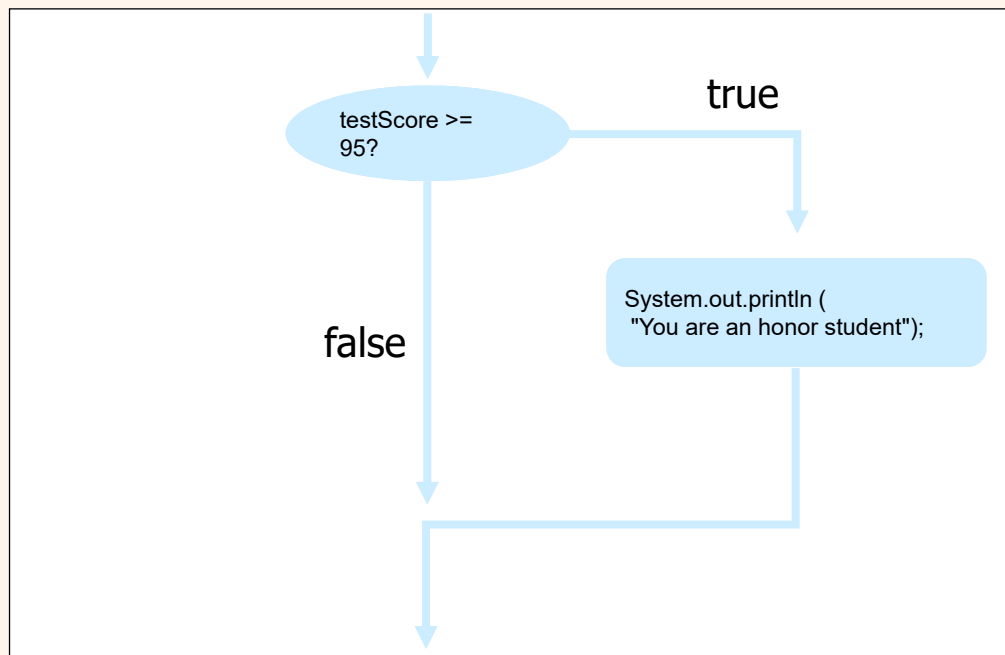 true
testScore >=
95?
System.out.println (
"You are an honor student");
false